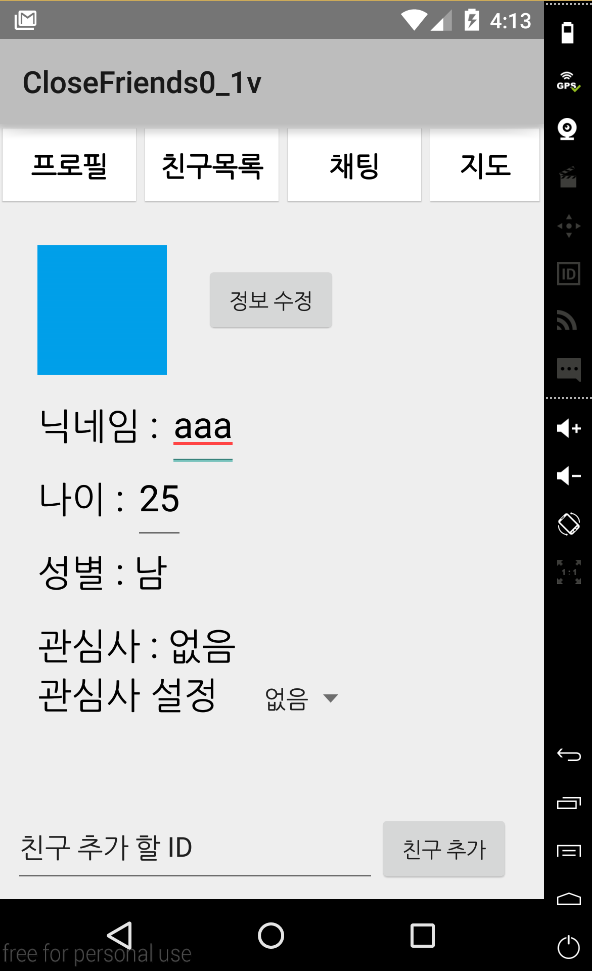 4:13
CloseFriends0_1v
GPS
프로필 친구목록 채팅 지도
ID
정보 수정
닉네임 : aaa
나이 : 25
성별 : 남
1:1
관심사 : 없음
관심사 설정 없음
친구 추가 할 ID 친구 추가
free for personal use